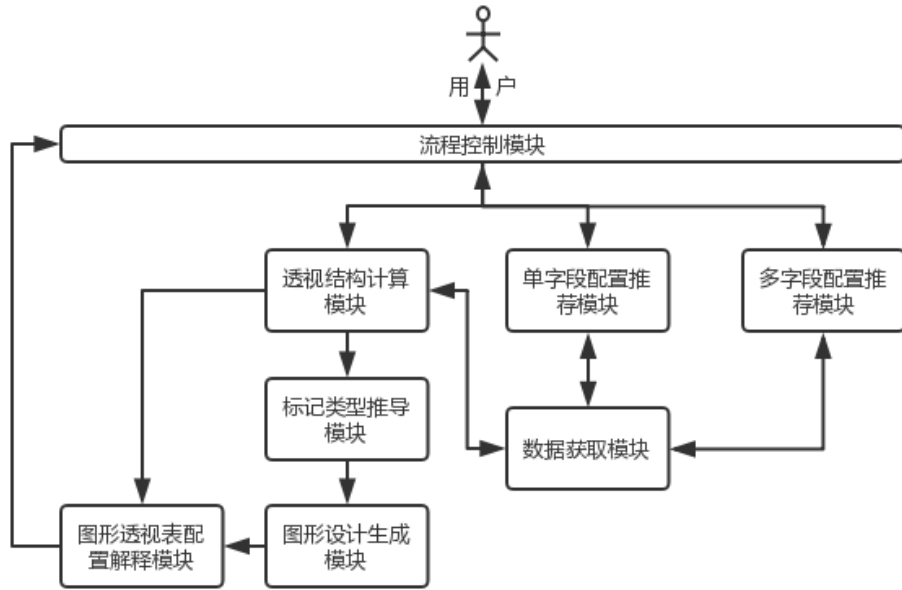 用 户
流程控制模块
透视结构计算
模块
单字段配置推
荐模块
多字段配置推
荐模块
标记类型推导
模块
数据获取模块
图形透视表配
置解释模块
图形设计生成
模块